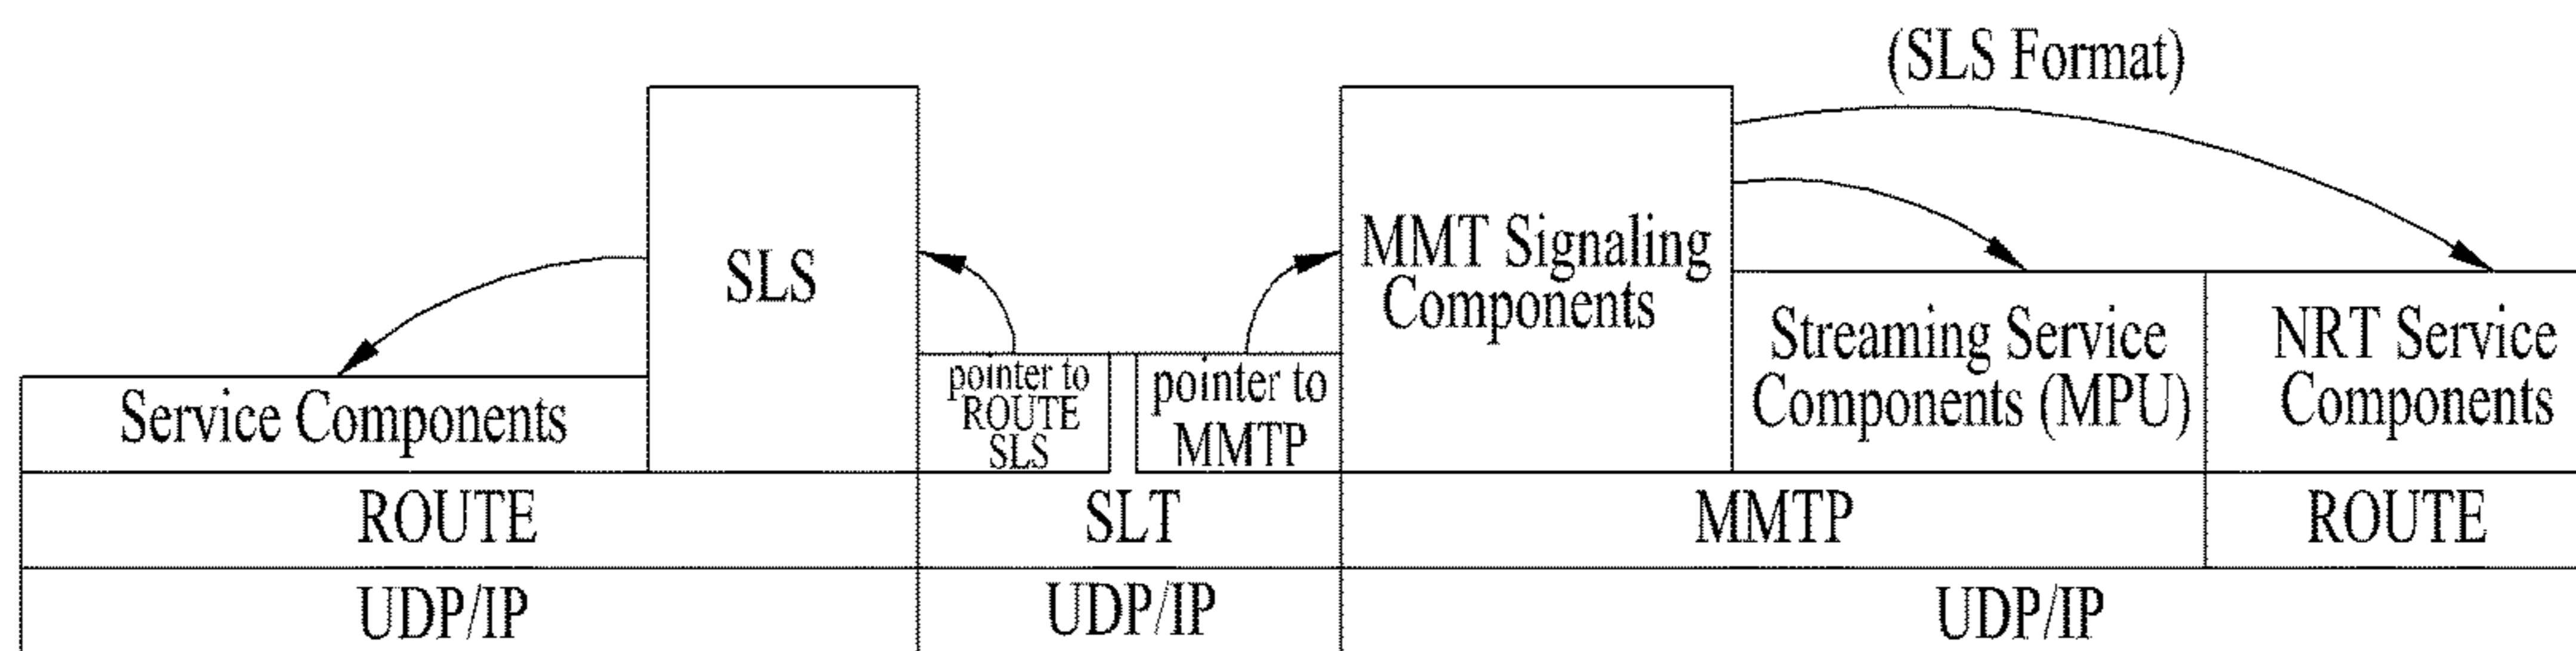 (SLS Format)
SLS
MMT Signaling
Components
Service Components
pointer to
ROUTE
SLS
pointer to
MMTP
Streaming Service
Components (MPU)
NRT Service
Components
ROUTE
SLT
MMTP
ROUTE
UDP/IP
UDP/IP
UDP/IP